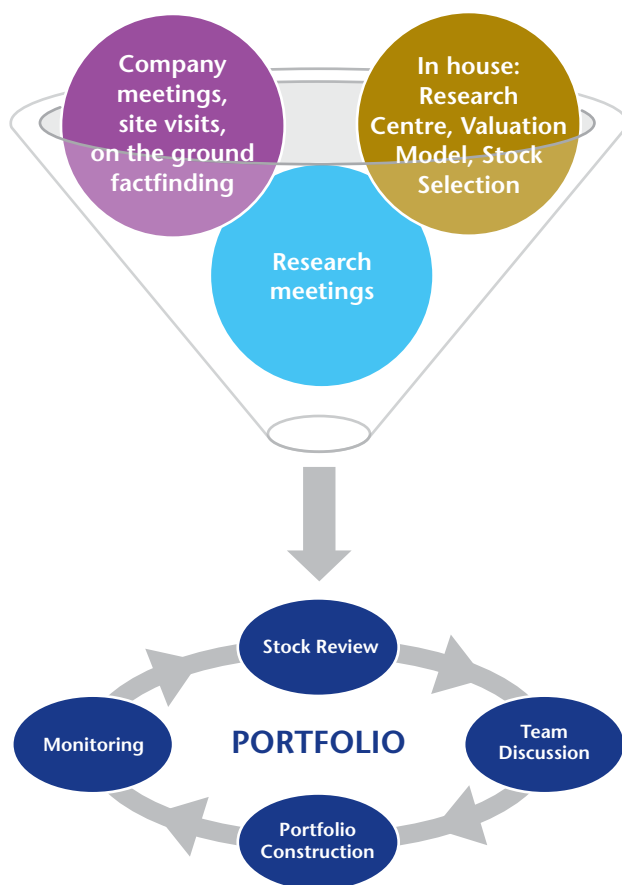 Company
meetings,
site visits,
on the ground
factfinding
In house:
Research
Centre, Valuation
Model, Stock
Selection
Research
meetings
Stock Review
Monitoring
PORTFOLIO
Team
Discussion
Portfolio
Construction